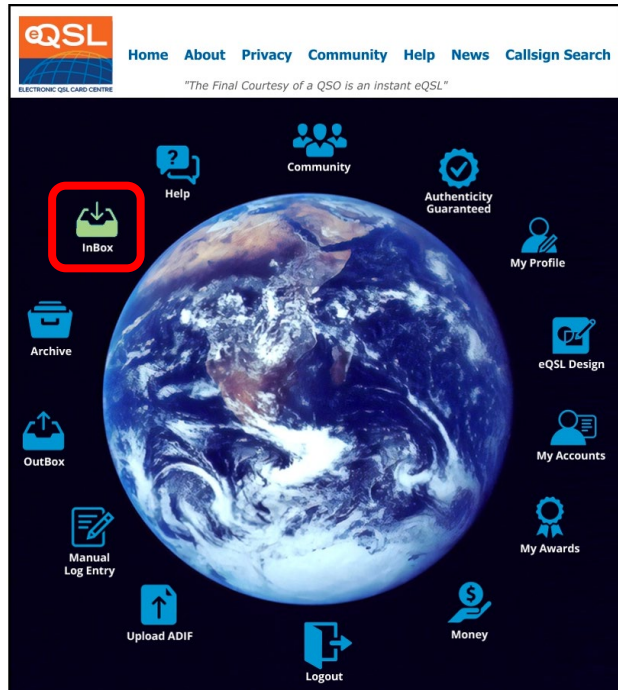 eQSL
ELECTRONIC QSL CARD CENTRE
Home About Privacy Community Help News Callsign Search
"The Final Courtesy of a QSO is an instant eQSL"
Community
Help
Authenticity
Guaranteed
InBox
My Profile
Archive
eQSL Design
OutBox
My Accounts
Manual
Log Entry
My Awards
Upload ADIF
Money
Logout